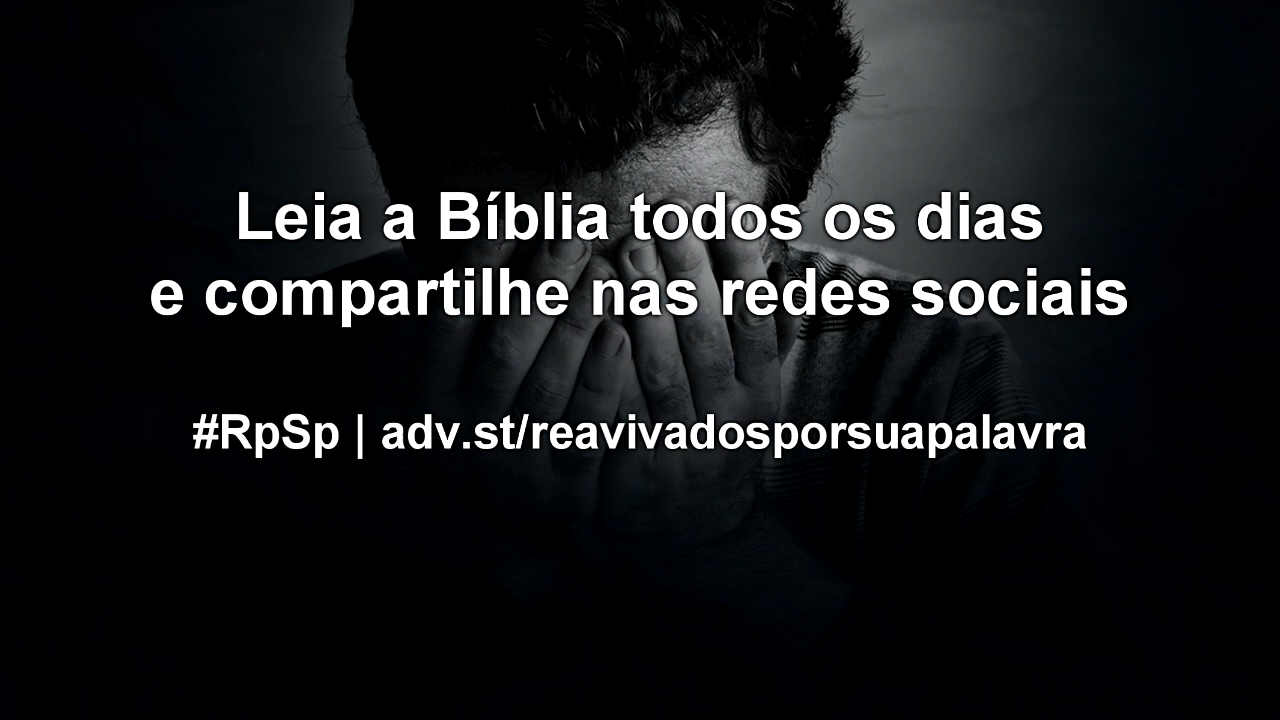 Leia a Bíblia todos os dias
e compartilhe nas redes sociais
#RpSp | adv.st/reavivadosporsuapalavra